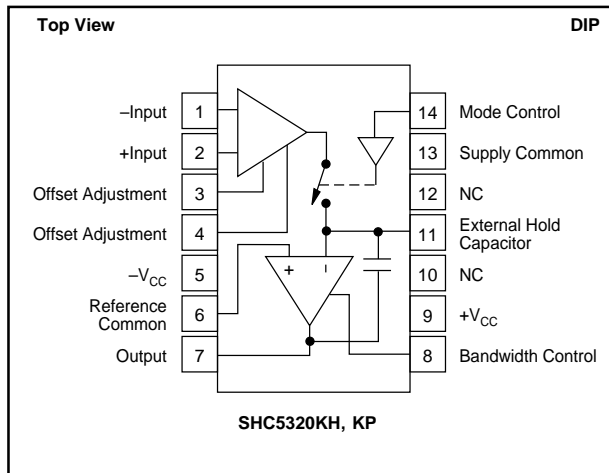 Top View
DIP
–Input 1
+Input 2
Offset Adjustment 3
Offset Adjustment 4
–VCC 5
Reference
Common 6
Output 7
14 Mode Control
13 Supply Common
12 NC
11 External Hold
Capacitor
10 NC
9 +VCC
8 Bandwidth Control
+ –
SHC5320KH, KP